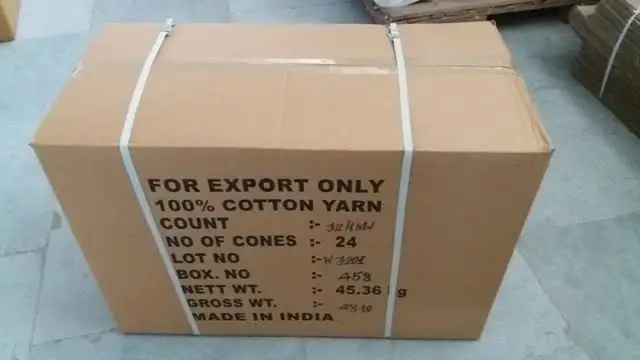 FOR EXPORT ONLY
100% COTTON YARN
COUNT :-
NO OF CONES :- 24
LOT NO :-
BOX. NO :- 458
NETT WT. :- 45.36 kg
GROSS WT. :-
MADE IN INDIA